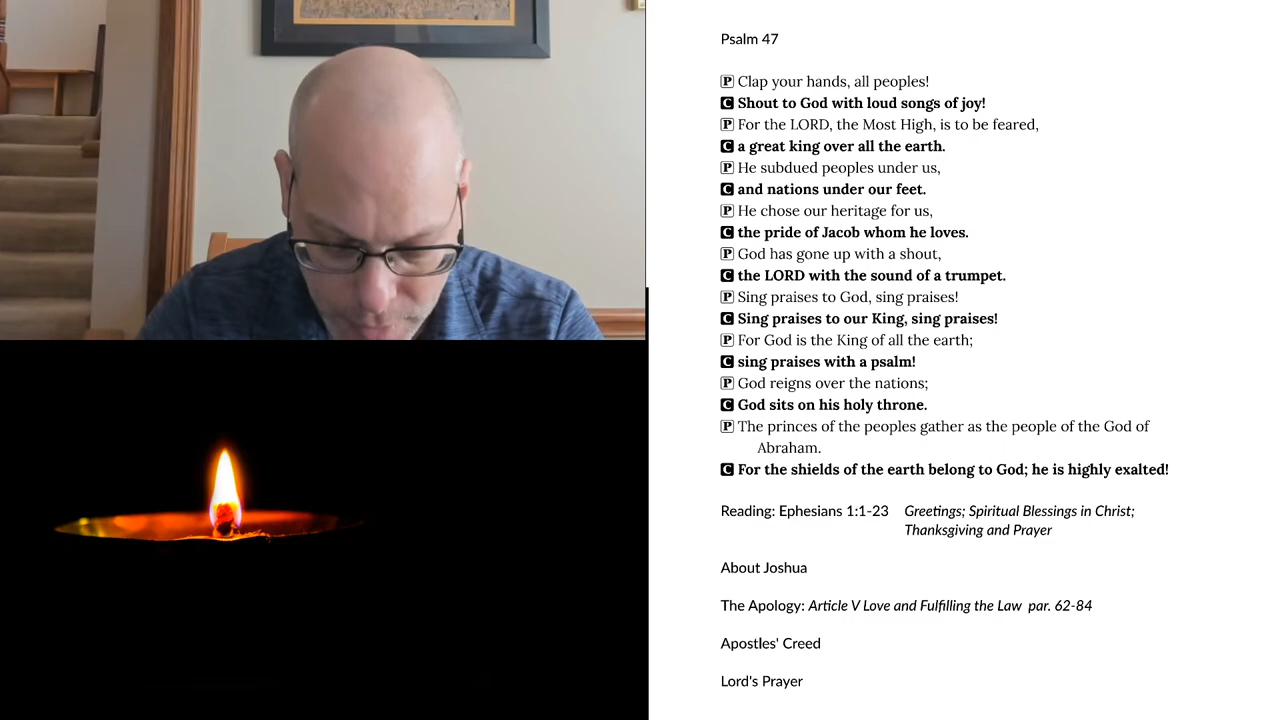 Psalm 47
P Clap your hands, all peoples!
C Shout to God with loud songs of joy!
P For the LORD, the Most High, is to be feared,
C a great king over all the earth.
P He subdued peoples under us,
C and nations under our feet.
P He chose our heritage for us,
C the pride of Jacob whom he loves.
P God has gone up with a shout,
C the LORD with the sound of a trumpet.
P Sing praises to God, sing praises!
C Sing praises to our King, sing praises!
P For God is the King of all the earth;
C sing praises with a psalm!
P God reigns over the nations;
C God sits on his holy throne.
P The princes of the peoples gather as the people of the God of
Abraham.
C For the shields of the earth belong to God; he is highly exalted!
Reading: Ephesians 1:1-23 Greetings; Spiritual Blessings in Christ;
Thanksgiving and Prayer
About Joshua
The Apology: Article V Love and Fulfilling the Law par. 62-84
Apostles' Creed
Lord's Prayer